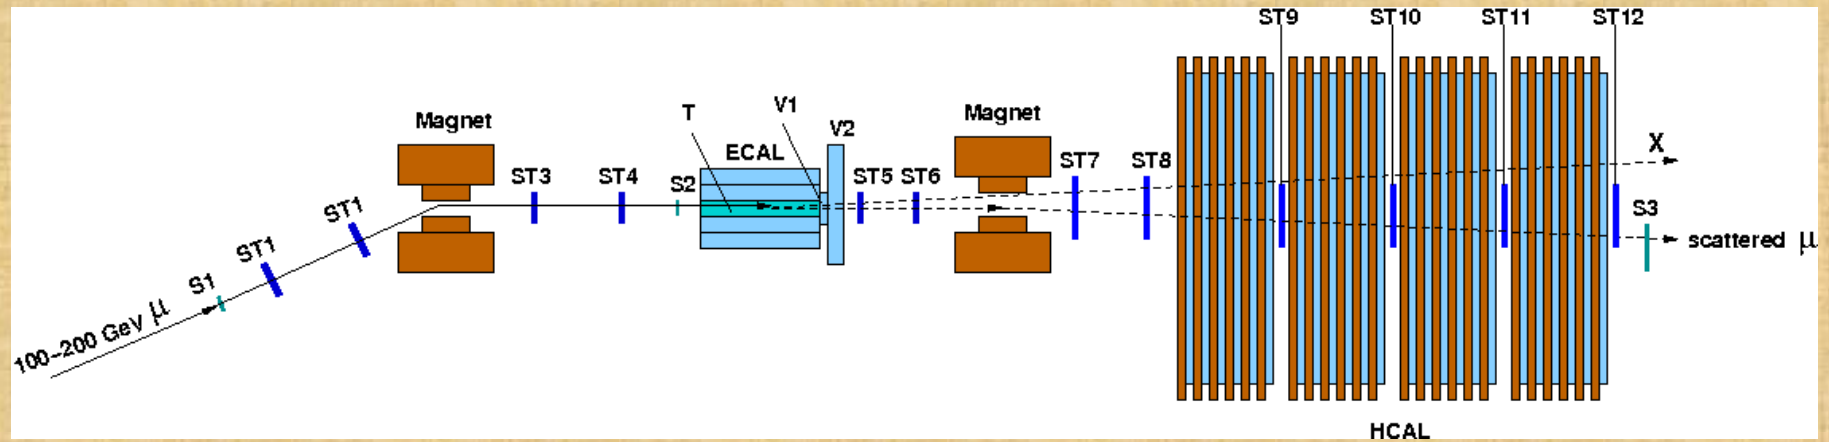 ST9 ST10 ST11 ST12
Magnet
T
V1
V2
Magnet
ECAL
ST3
ST4
S2
ST5 ST6
ST7
ST8
X
ST1
ST1
S1
S3
scattered μ
100-200 GeV μ
HCAL